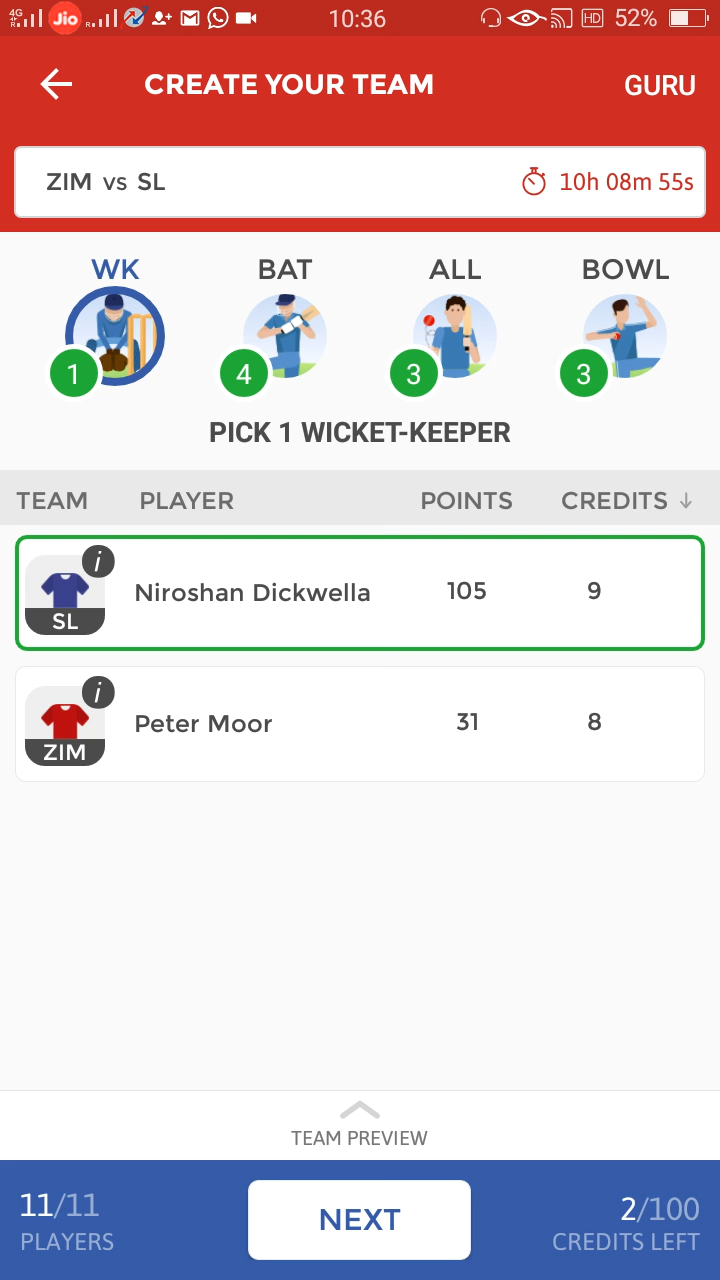 4G R. Jio R. 10:36 HD 52%
CREATE YOUR TEAM GURU
ZIM vs SL 10h 08m 55s
WK BAT ALL BOWL
1 4 3 3
PICK 1 WICKET-KEEPER
TEAM PLAYER POINTS CREDITS ↓
i
Niroshan Dickwella 105 9
SL
i
Peter Moor 31 8
ZIM
TEAM PREVIEW
11/11 NEXT 2/100
PLAYERS CREDITS LEFT